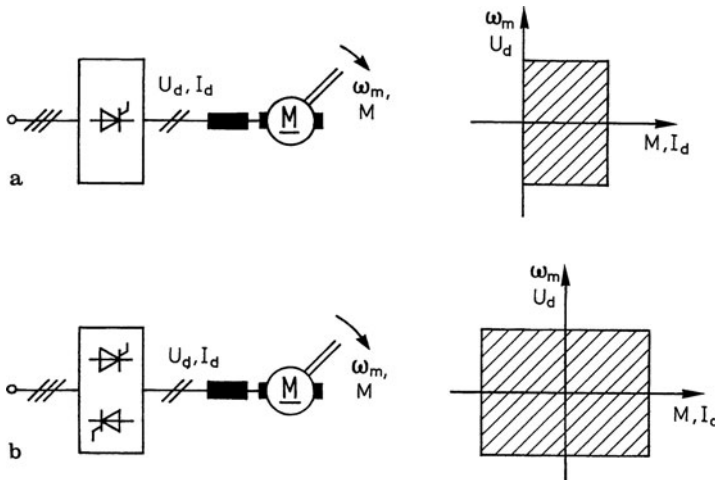 ω_m
U_d
U_d, I_d
M
ω_m,
M
M, I_d
a
ω_m
U_d
U_d, I_d
M
ω_m,
M
M, I_d
b